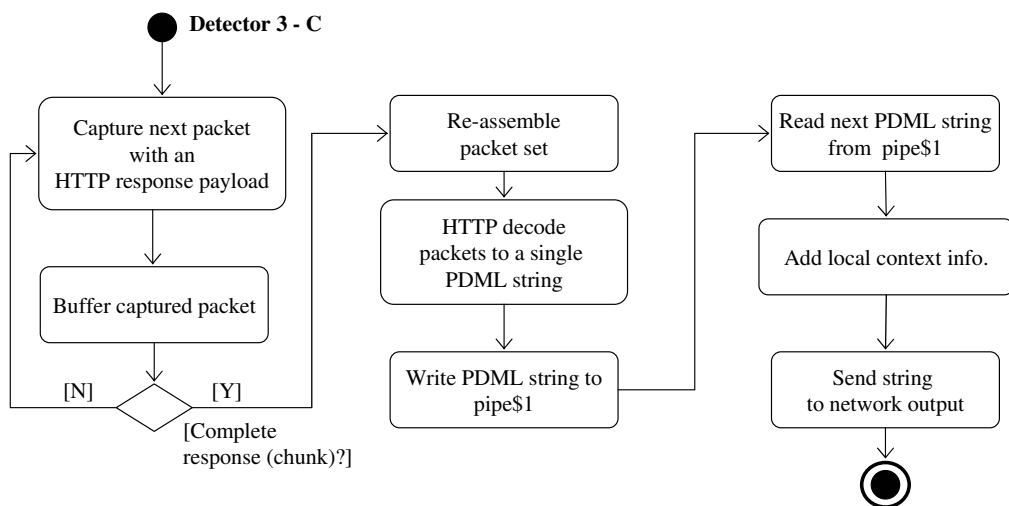 Detector 3 - C
Capture next packet
with an
HTTP response payload
Buffer captured packet
[N]
[Y]
[Complete
response (chunk)?]
Re-assemble
packet set
HTTP decode
packets to a single
PDML string
Write PDML string to
pipe$1
Read next PDML string
from pipe$1
Add local context info.
Send string
to network output